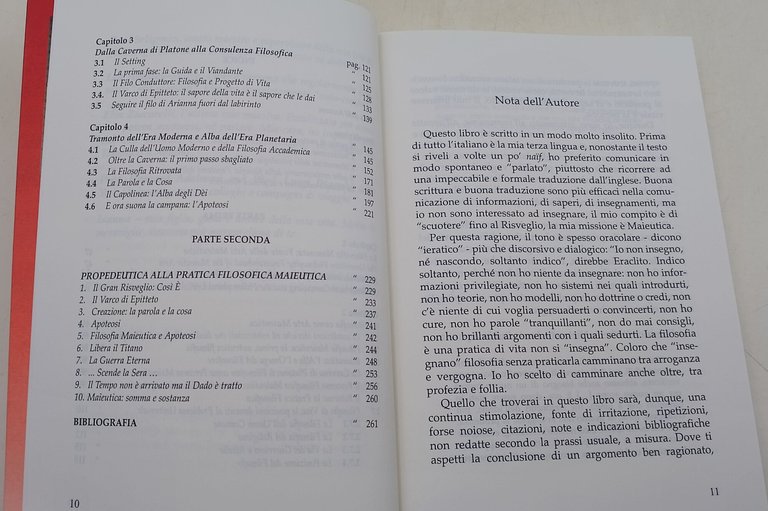 Capitolo 3
Dalla Caverna di Platone alla Consulenza Filosofica pag. 121
3.1 Il Setting " 121
3.2 La prima fase: la Guida e il Viandante " 125
3.3 Il Filo Conduttore: Filosofia e Progetto di Vita " 128
3.4. Il Varco di Epitteto: il sapore della vita è il sapore che le dai " 133
3.5 Seguire il filo di Arianna fuori dal labirinto " 139
Capitolo 4
Tramonto dell'Era Moderna e Alba dell'Era Planetaria " 145
4.1 La Culla dell'Uomo Moderno e della Filosofia Accademica " 145
4.2 Oltre la Caverna: il primo passo sbagliato " 152
4.3 La Filosofia Ritrovata " 171
4.4 La Parola e la Cosa " 181
4.5 Il Capolinea: l'Alba degli Dèi " 197
4.6 E ora suona la campana: l'Apoteosi " 221
PARTE SECONDA
PROPEDEUTICA ALLA PRATICA FILOSOFICA MAIEUTICA " 229
1. Il Gran Risveglio: Così È " 229
2. Il Varco di Epitteto " 233
3. Creazione: la parola e la cosa " 237
4. Apoteosi " 241
5. Filosofia Maieutica e Apoteosi " 242
6. Libera il Titano " 244
7. La Guerra Eterna " 248
8. ... Scende la Sera ... " 253
9. Il Tempo non è arrivato ma il Dado è tratto " 256
10. Maieutica: somma e sostanza " 260
BIBLIOGRAFIA " 261
10
Nota dell'Autore
Questo libro è scritto in un modo molto insolito. Prima
di tutto l'italiano è la mia terza lingua e, nonostante il testo
si riveli a volte un po' naïf, ho preferito comunicare in
modo spontaneo e "parlato", piuttosto che ricorrere ad
una impeccabile e formale traduzione dall'inglese. Buona
scrittura e buona traduzione sono più efficaci nella comu-
nicazione di informazioni, di saperi, di insegnamenti, ma
io non sono interessato ad insegnare, il mio compito è di
"scuotere" fino al Risveglio, la mia missione è Maieutica.
Per questa ragione, il tono è spesso oracolare - dicono
"ieratico" - più che discorsivo e dialogico: "Io non insegno,
né nascondo, soltanto indico", direbbe Eraclito. Indico
soltanto, perché non ho niente da insegnare: non ho infor-
mazioni privilegiate, non ho sistemi nei quali introdurti,
non ho teorie, non ho modelli, non ho dottrine o credi, non
c'è niente di cui voglia persuaderti o convincerti, non ho
cure, non ho parole "tranquillanti", non do mai consigli,
non ho brillanti argomenti con i quali sedurti. La filosofia
è una pratica di vita non si "insegna". Coloro che "inse-
gnano" filosofia senza praticarla camminano tra arroganza
e vergogna. Io ho scelto di camminare anche oltre, tra
profezia e follia.
Quello che troverai in questo libro sarà, dunque, una
continua stimolazione, fonte di irritazione, ripetizioni,
forse noiose, citazioni, note e indicazioni bibliografiche
non redatte secondo la prassi usuale, a misura. Dove ti
aspetti la conclusione di un argomento ben ragionato,
11